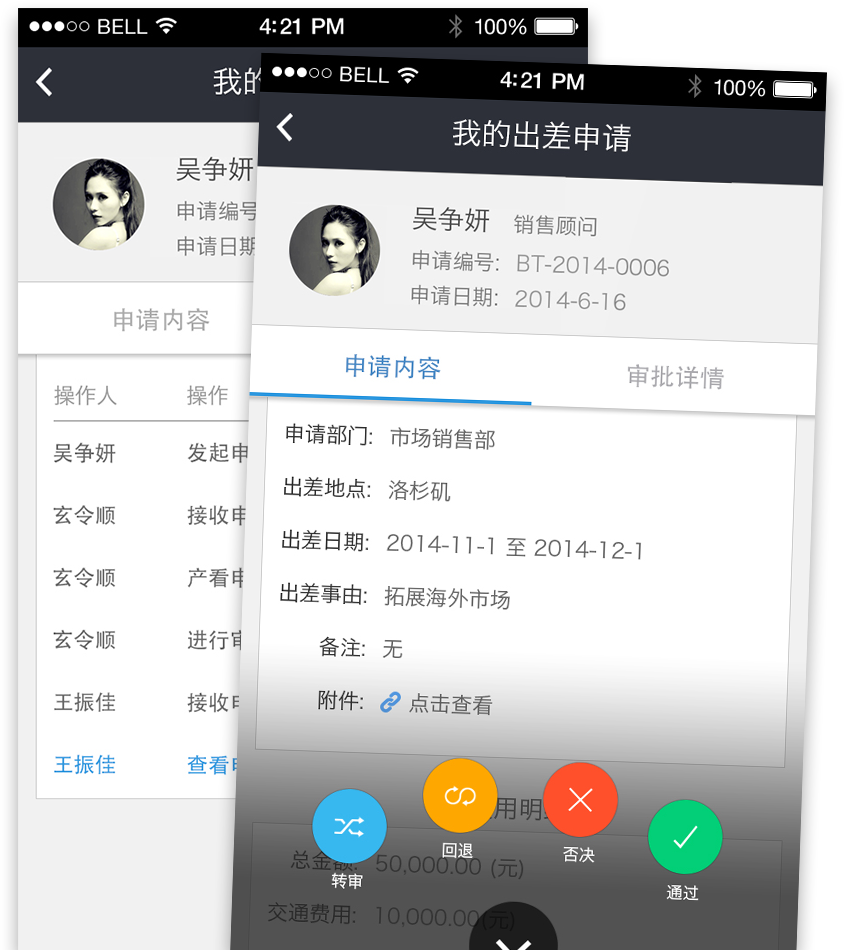 BELL 4:21 PM 100%
我的
吴争妍
申请编号
申请日期
申请内容
操作人 操作
吴争妍 发起申
玄令顺 接收申
玄令顺 产看申
玄令顺 进行审
王振佳 接收申
王振佳 查看申
BELL 4:21 PM 100%
我的出差申请
吴争妍 销售顾问
申请编号: BT-2014-0006
申请日期: 2014-6-16
申请内容 审批详情
申请部门: 市场销售部
出差地点: 洛杉矶
出差日期: 2014-11-1 至 2014-12-1
出差事由: 拓展海外市场
备注: 无
附件: 点击查看
用明
总金额: 50,000.00 (元)
交通费用: 10,000.00(元)
转审
回退
否决
通过